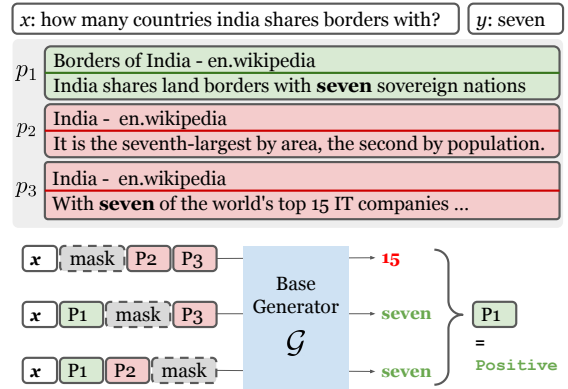 x: how many countries india shares borders with?
y: seven
p1
Borders of India - en.wikipedia
India shares land borders with seven sovereign nations
p2
India - en.wikipedia
It is the seventh-largest by area, the second by population.
p3
India - en.wikipedia
With seven of the world's top 15 IT companies ...
x mask P2 P3
15
x P1 mask P3
seven
x P1 P2 mask
seven
Base
Generator
G
P1
=
Positive